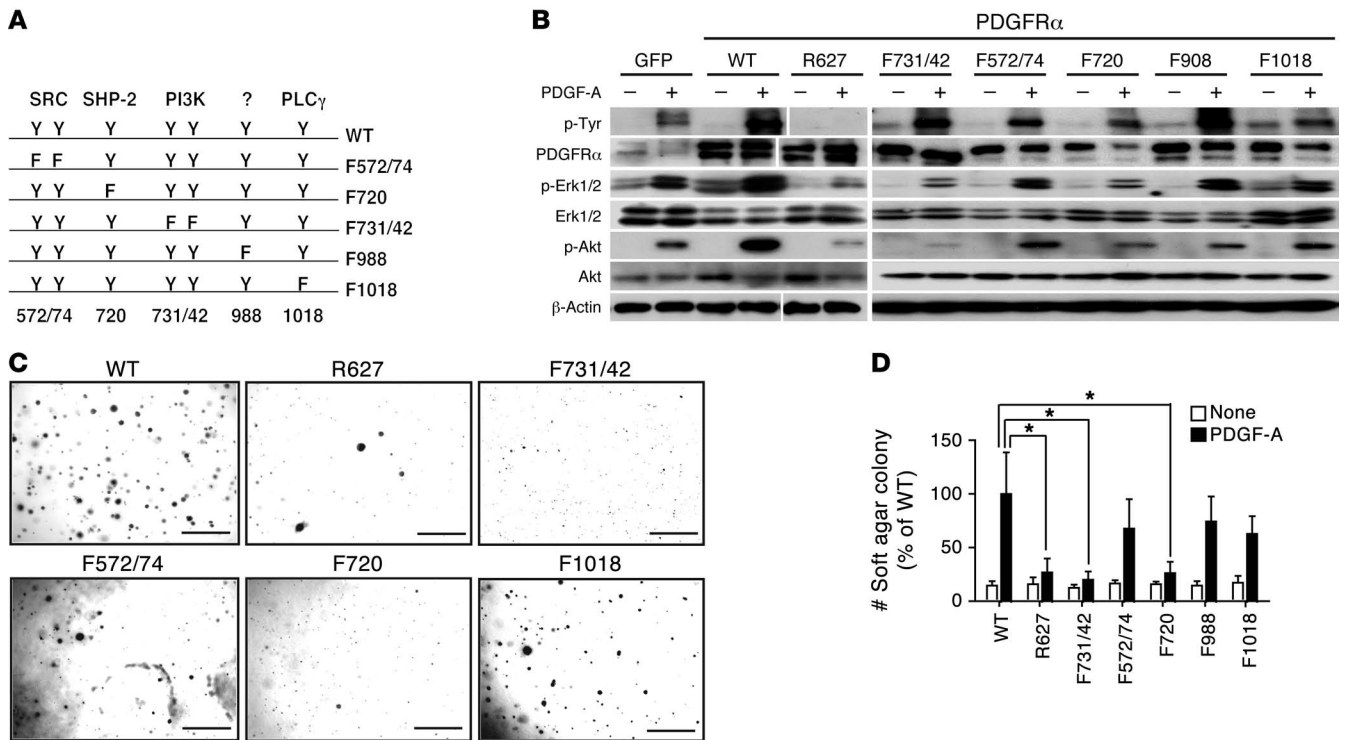 A
SRC SHP-2 PI3K ? PLCγ
Y Y Y Y Y Y Y WT
F F Y Y Y Y Y F572/74
Y Y F Y Y Y Y F720
Y Y Y F F Y Y F731/42
Y Y Y Y Y F Y F988
Y Y Y Y Y Y F F1018
572/74 720 731/42 988 1018
B
PDGFRα
GFP WT R627 F731/42 F572/74 F720 F908 F1018
PDGF-A − + − + − + − + − + − + − + − +
p-Tyr
PDGFRα
p-Erk1/2
Erk1/2
p-Akt
Akt
β-Actin
C
WT R627 F731/42
F572/74 F720 F1018
D
* * *
None
PDGF-A
# Soft agar colony
(% of WT)
150
100
50
0
WT R627 F731/42 F572/74 F720 F988 F1018